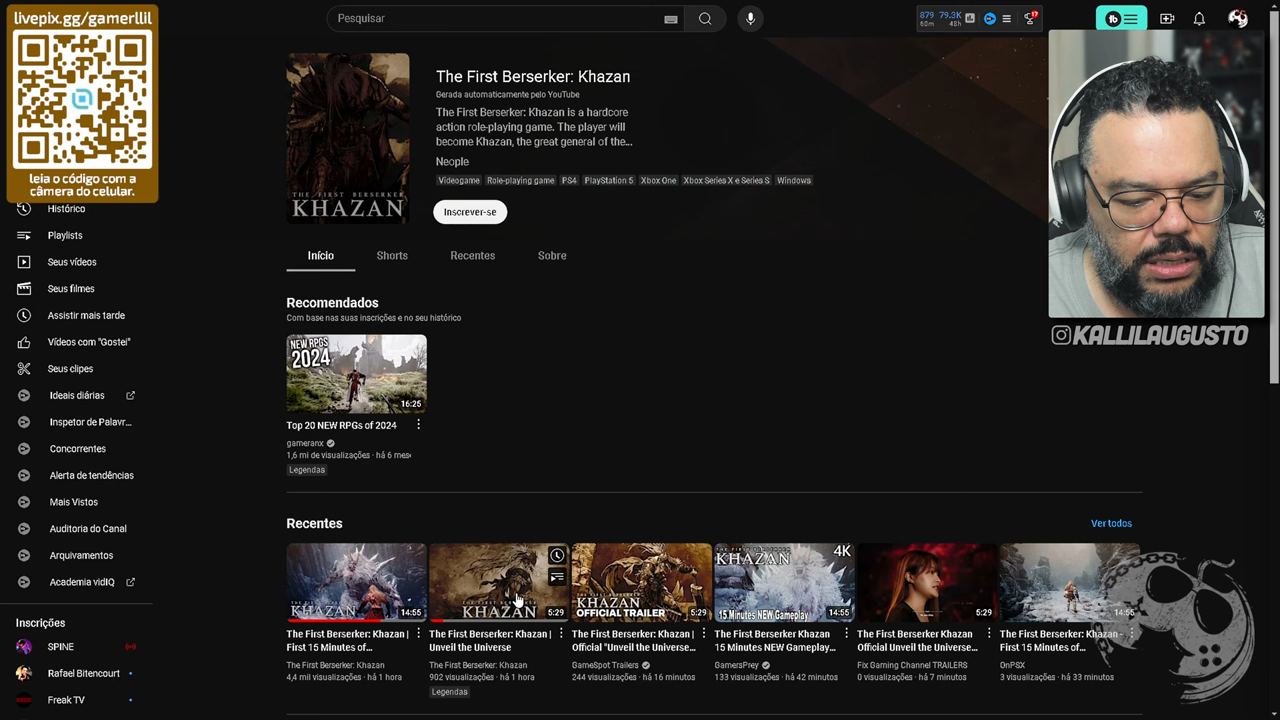 livepix.gg/gamerllil
leia o código com a
câmera do celular.
Pesquisar
879
60m
79.3K
48h
17
Histórico
Playlists
Seus vídeos
Seus filmes
Assistir mais tarde
Vídeos com "Gostei"
Seus clipes
Ideais diárias
Inspetor de Palavr...
Concorrentes
Alerta de tendências
Mais Vistos
Auditoria do Canal
Arquivamentos
Academia vidIQ
Inscrições
SPINE
Rafael Bitencourt
Freak TV
THE FIRST BERSERKER
KHAZAN
The First Berserker: Khazan
Gerada automaticamente pelo YouTube
The First Berserker: Khazan is a hardcore
action role-playing game. The player will
become Khazan, the great general of the...
Neople
Videogame Role-playing game PS4 PlayStation 5 Xbox One Xbox Series X e Series S Windows
Inscrever-se
Início Shorts Recentes Sobre
KALLILAUGUSTO
Recomendados
Com base nas suas inscrições e no seu histórico
NEW RPGS
2024
16:25
Top 20 NEW RPGs of 2024
gameranx
1,6 mi de visualizações · há 6 mese
Legendas
Recentes
Ver todos
KHAZAN
14:55
The First Berserker: Khazan |
First 15 Minutes of...
The First Berserker: Khazan
4,4 mil visualizações · há 1 hora
KHAZAN
5:29
The First Berserker: Khazan |
Unveil the Universe
The First Berserker: Khazan
902 visualizações · há 1 hora
Legendas
KHAZAN
OFFICIAL TRAILER
5:29
The First Berserker: Khazan |
Official "Unveil the Universe...
GameSpot Trailers
244 visualizações · há 16 minutos
4K
THE FIRST BERSERKER
KHAZAN
15 Minutes NEW Gameplay
14:55
The First Berserker Khazan
15 Minutes NEW Gameplay...
GamersPrey
133 visualizações · há 42 minutos
5:29
The First Berserker Khazan
Official Unveil the Universe...
Fix Gaming Channel TRAILERS
0 visualizações · há 7 minutos
14:55
The First Berserker: Khazan -
First 15 Minutes of...
OnPSX
3 visualizações · há 33 minutos